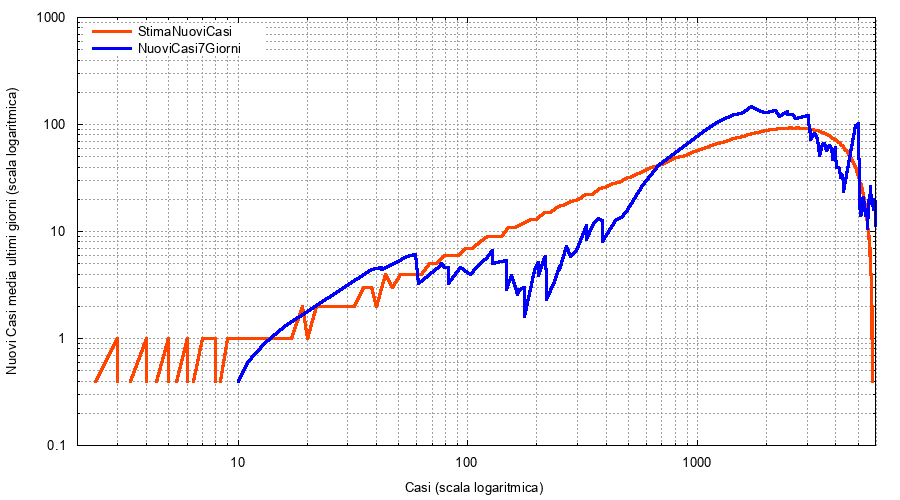 1000
StimaNuoviCasi
NuoviCasi7Giorni
100
10
1
0.1
Nuovi Casi media ultimi giorni (scala logaritmica)
10
100
1000
Casi (scala logaritmica)